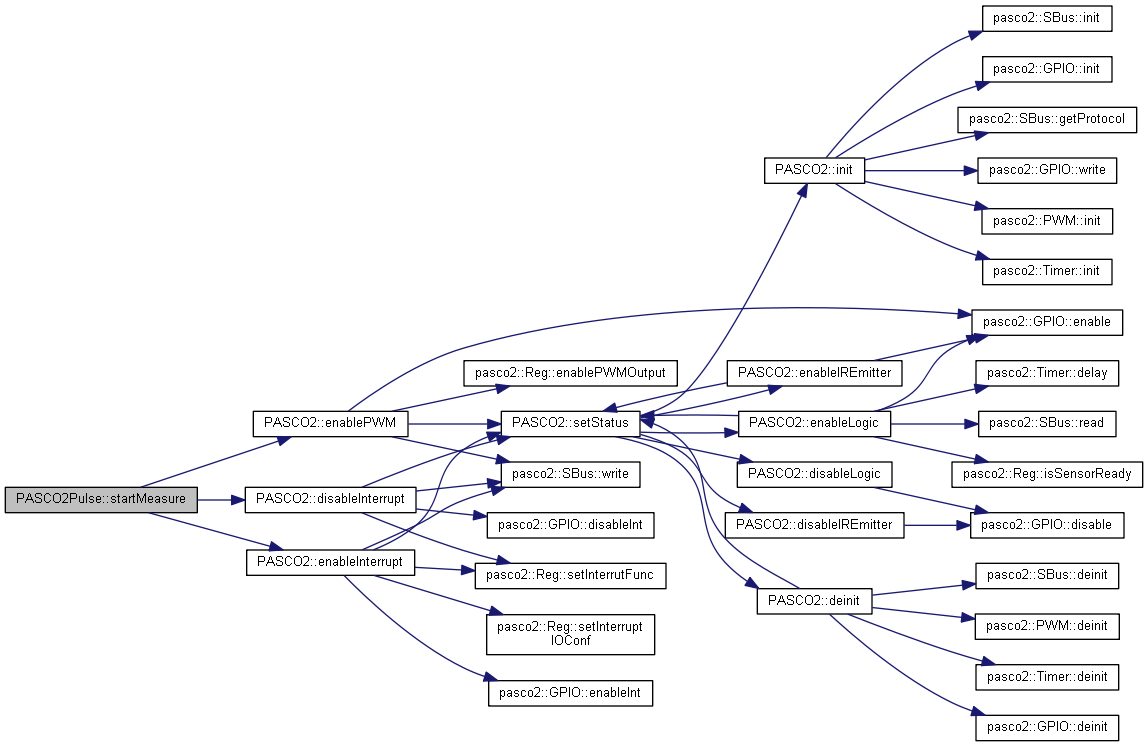 pasco2::SBus::init
pasco2::GPIO::init
pasco2::SBus::getProtocol
PASCO2::init
pasco2::GPIO::write
pasco2::PWM::init
pasco2::Timer::init
pasco2::GPIO::enable
pasco2::Reg::enablePWMOutput
PASCO2::enableIREmitter
pasco2::Timer::delay
PASCO2::enablePWM
PASCO2::setStatus
PASCO2::enableLogic
pasco2::SBus::read
pasco2::SBus::write
PASCO2::disableLogic
pasco2::Reg::isSensorReady
PASCO2Pulse::startMeasure
PASCO2::disableInterrupt
pasco2::GPIO::disableInt
PASCO2::disableIREmitter
pasco2::GPIO::disable
PASCO2::enableInterrupt
pasco2::Reg::setInterrutFunc
pasco2::SBus::deinit
PASCO2::deinit
pasco2::Reg::setInterrupt
IOConf
pasco2::PWM::deinit
pasco2::Timer::deinit
pasco2::GPIO::enableInt
pasco2::GPIO::deinit